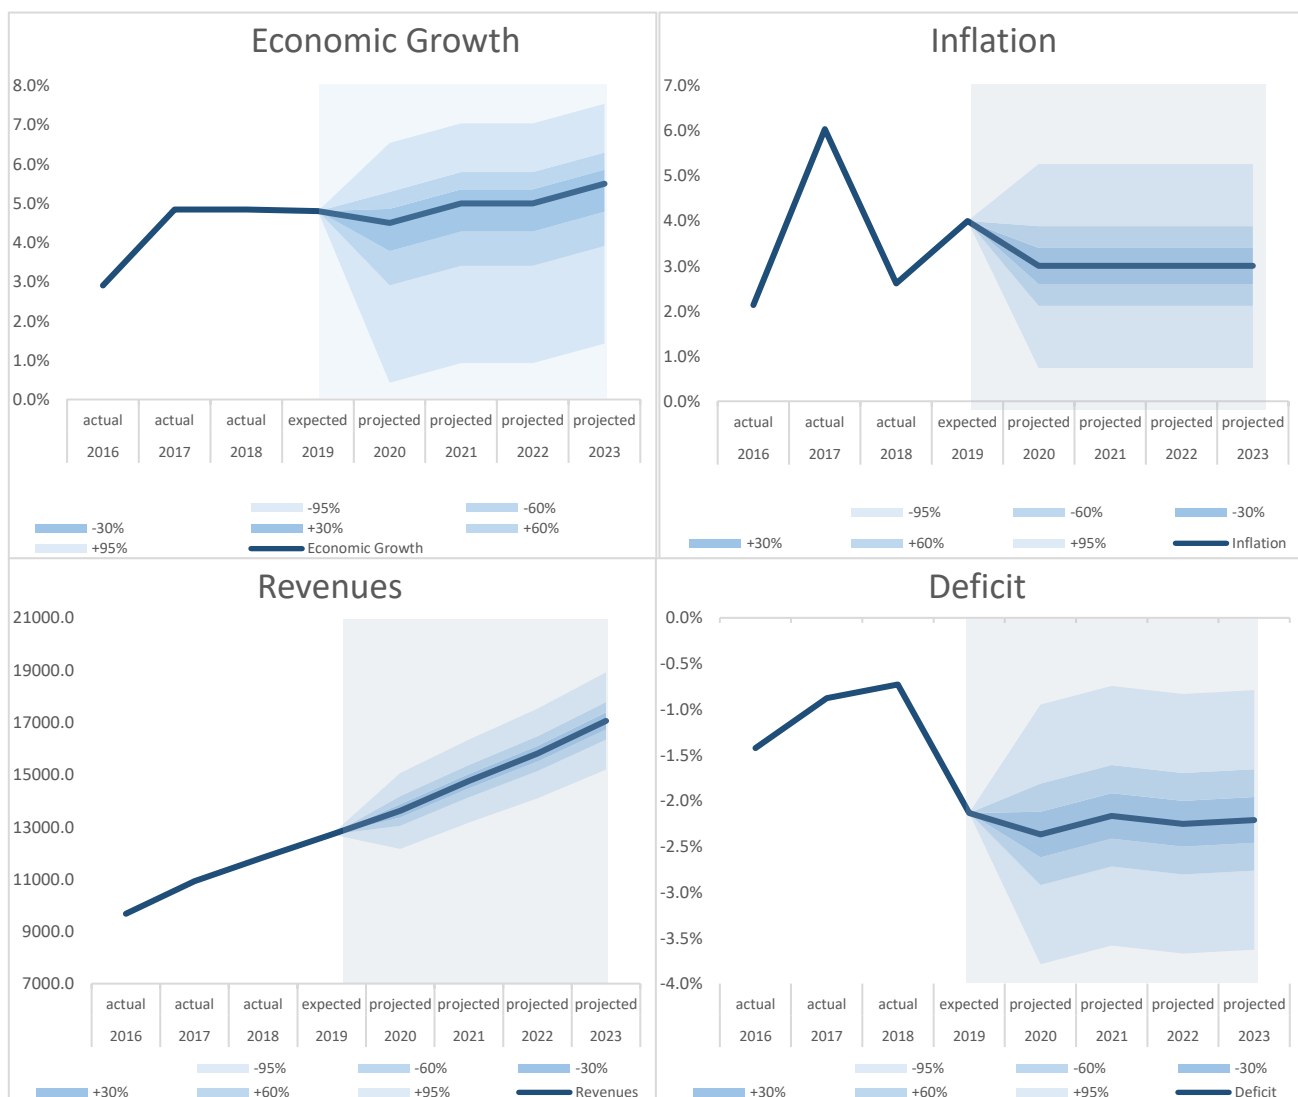 Economic Growth
8.0%
7.0%
6.0%
5.0%
4.0%
3.0%
2.0%
1.0%
0.0%
actual actual actual expected projected projected projected projected
2016 2017 2018 2019 2020 2021 2022 2023
-95% -60%
-30% +30% +60%
+95% Economic Growth
Inflation
7.0%
6.0%
5.0%
4.0%
3.0%
2.0%
1.0%
0.0%
actual actual actual expected projected projected projected projected
2016 2017 2018 2019 2020 2021 2022 2023
-95% -60% -30%
+30% +60% +95% Inflation
Revenues
21000.0
19000.0
17000.0
15000.0
13000.0
11000.0
9000.0
7000.0
actual actual actual expected projected projected projected projected
2016 2017 2018 2019 2020 2021 2022 2023
-95% -60% -30%
+30% +60% +95% Revenues
Deficit
0.0%
-0.5%
-1.0%
-1.5%
-2.0%
-2.5%
-3.0%
-3.5%
-4.0%
actual actual actual expected projected projected projected projected
2016 2017 2018 2019 2020 2021 2022 2023
-95% -60% -30%
+30% +60% +95% Deficit